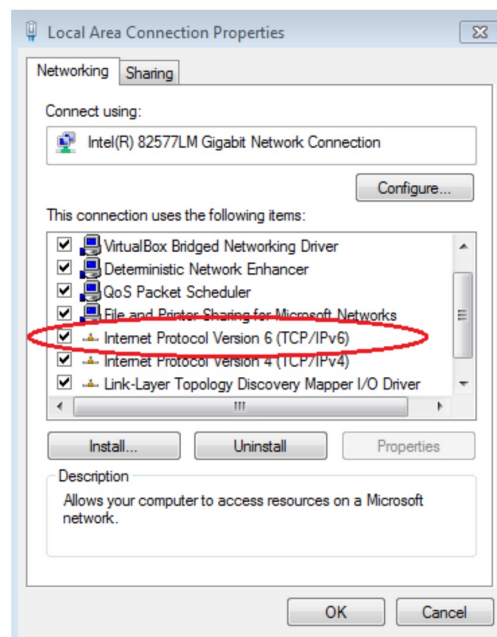 Local Area Connection Properties
Networking
Sharing
Connect using:
Intel(R) 82577LM Gigabit Network Connection
Configure...
This connection uses the following items:
VirtualBox Bridged Networking Driver
Deterministic Network Enhancer
QoS Packet Scheduler
File and Printer Sharing for Microsoft Networks
Internet Protocol Version 6 (TCP/IPv6)
Internet Protocol Version 4 (TCP/IPv4)
Link-Layer Topology Discovery Mapper I/O Driver
Install...
Uninstall
Properties
Description
Allows your computer to access resources on a Microsoft
network.
OK
Cancel